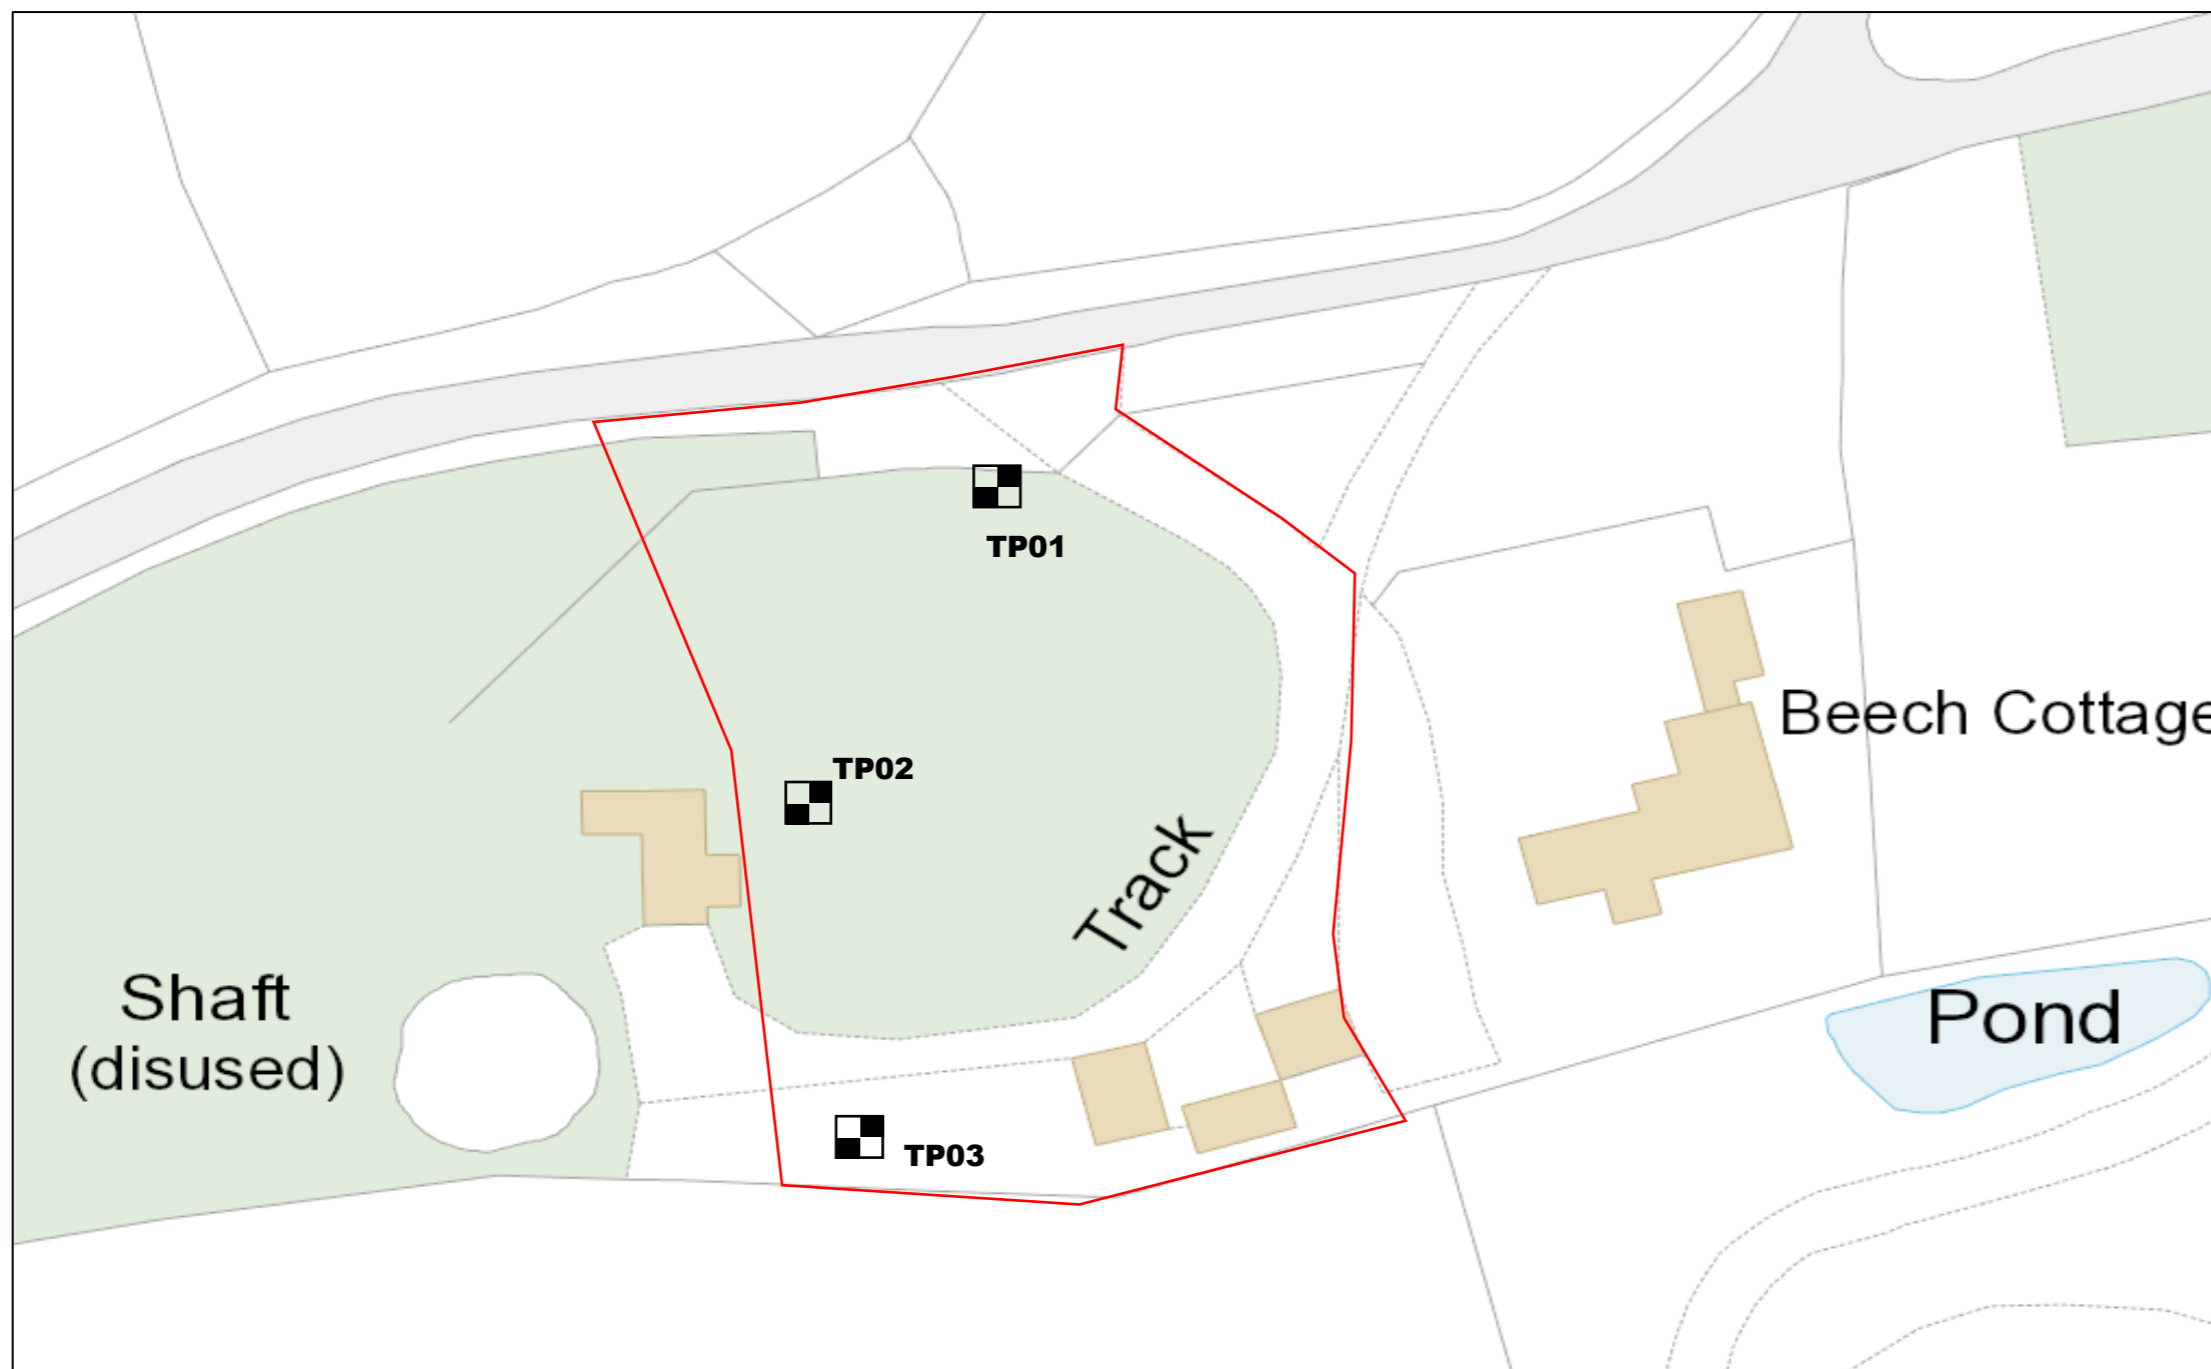 TP01
TP02
Beech Cottage
Track
Shaft
(disused)
Pond
TP03